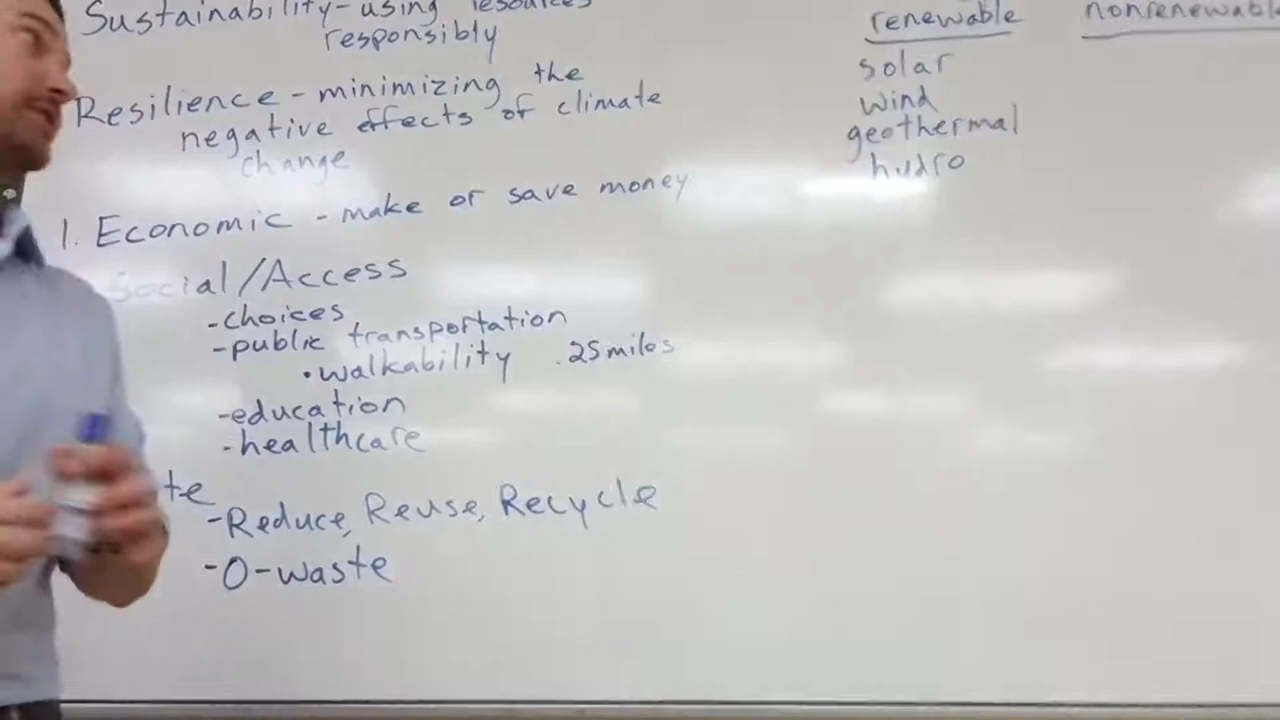 Sustainability- using resources
responsibly
Resilience - minimizing the
negative effects of climate
change
1. Economic - make or save money
Social/Access
-choices
-public transportation
•walkability .25miles
-education
-healthcare
te
-Reduce, Reuse, Recycle
-0-waste
renewable
solar
wind
geothermal
hydro
nonrenewabl